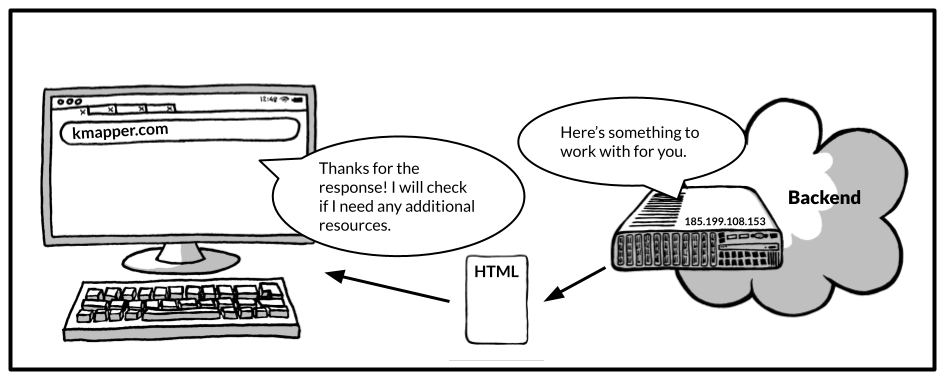 12:48
kmapper.com
Thanks for the
response! I will check
if I need any additional
resources.
Here's something to
work with for you.
Backend
185.199.108.153
HTML